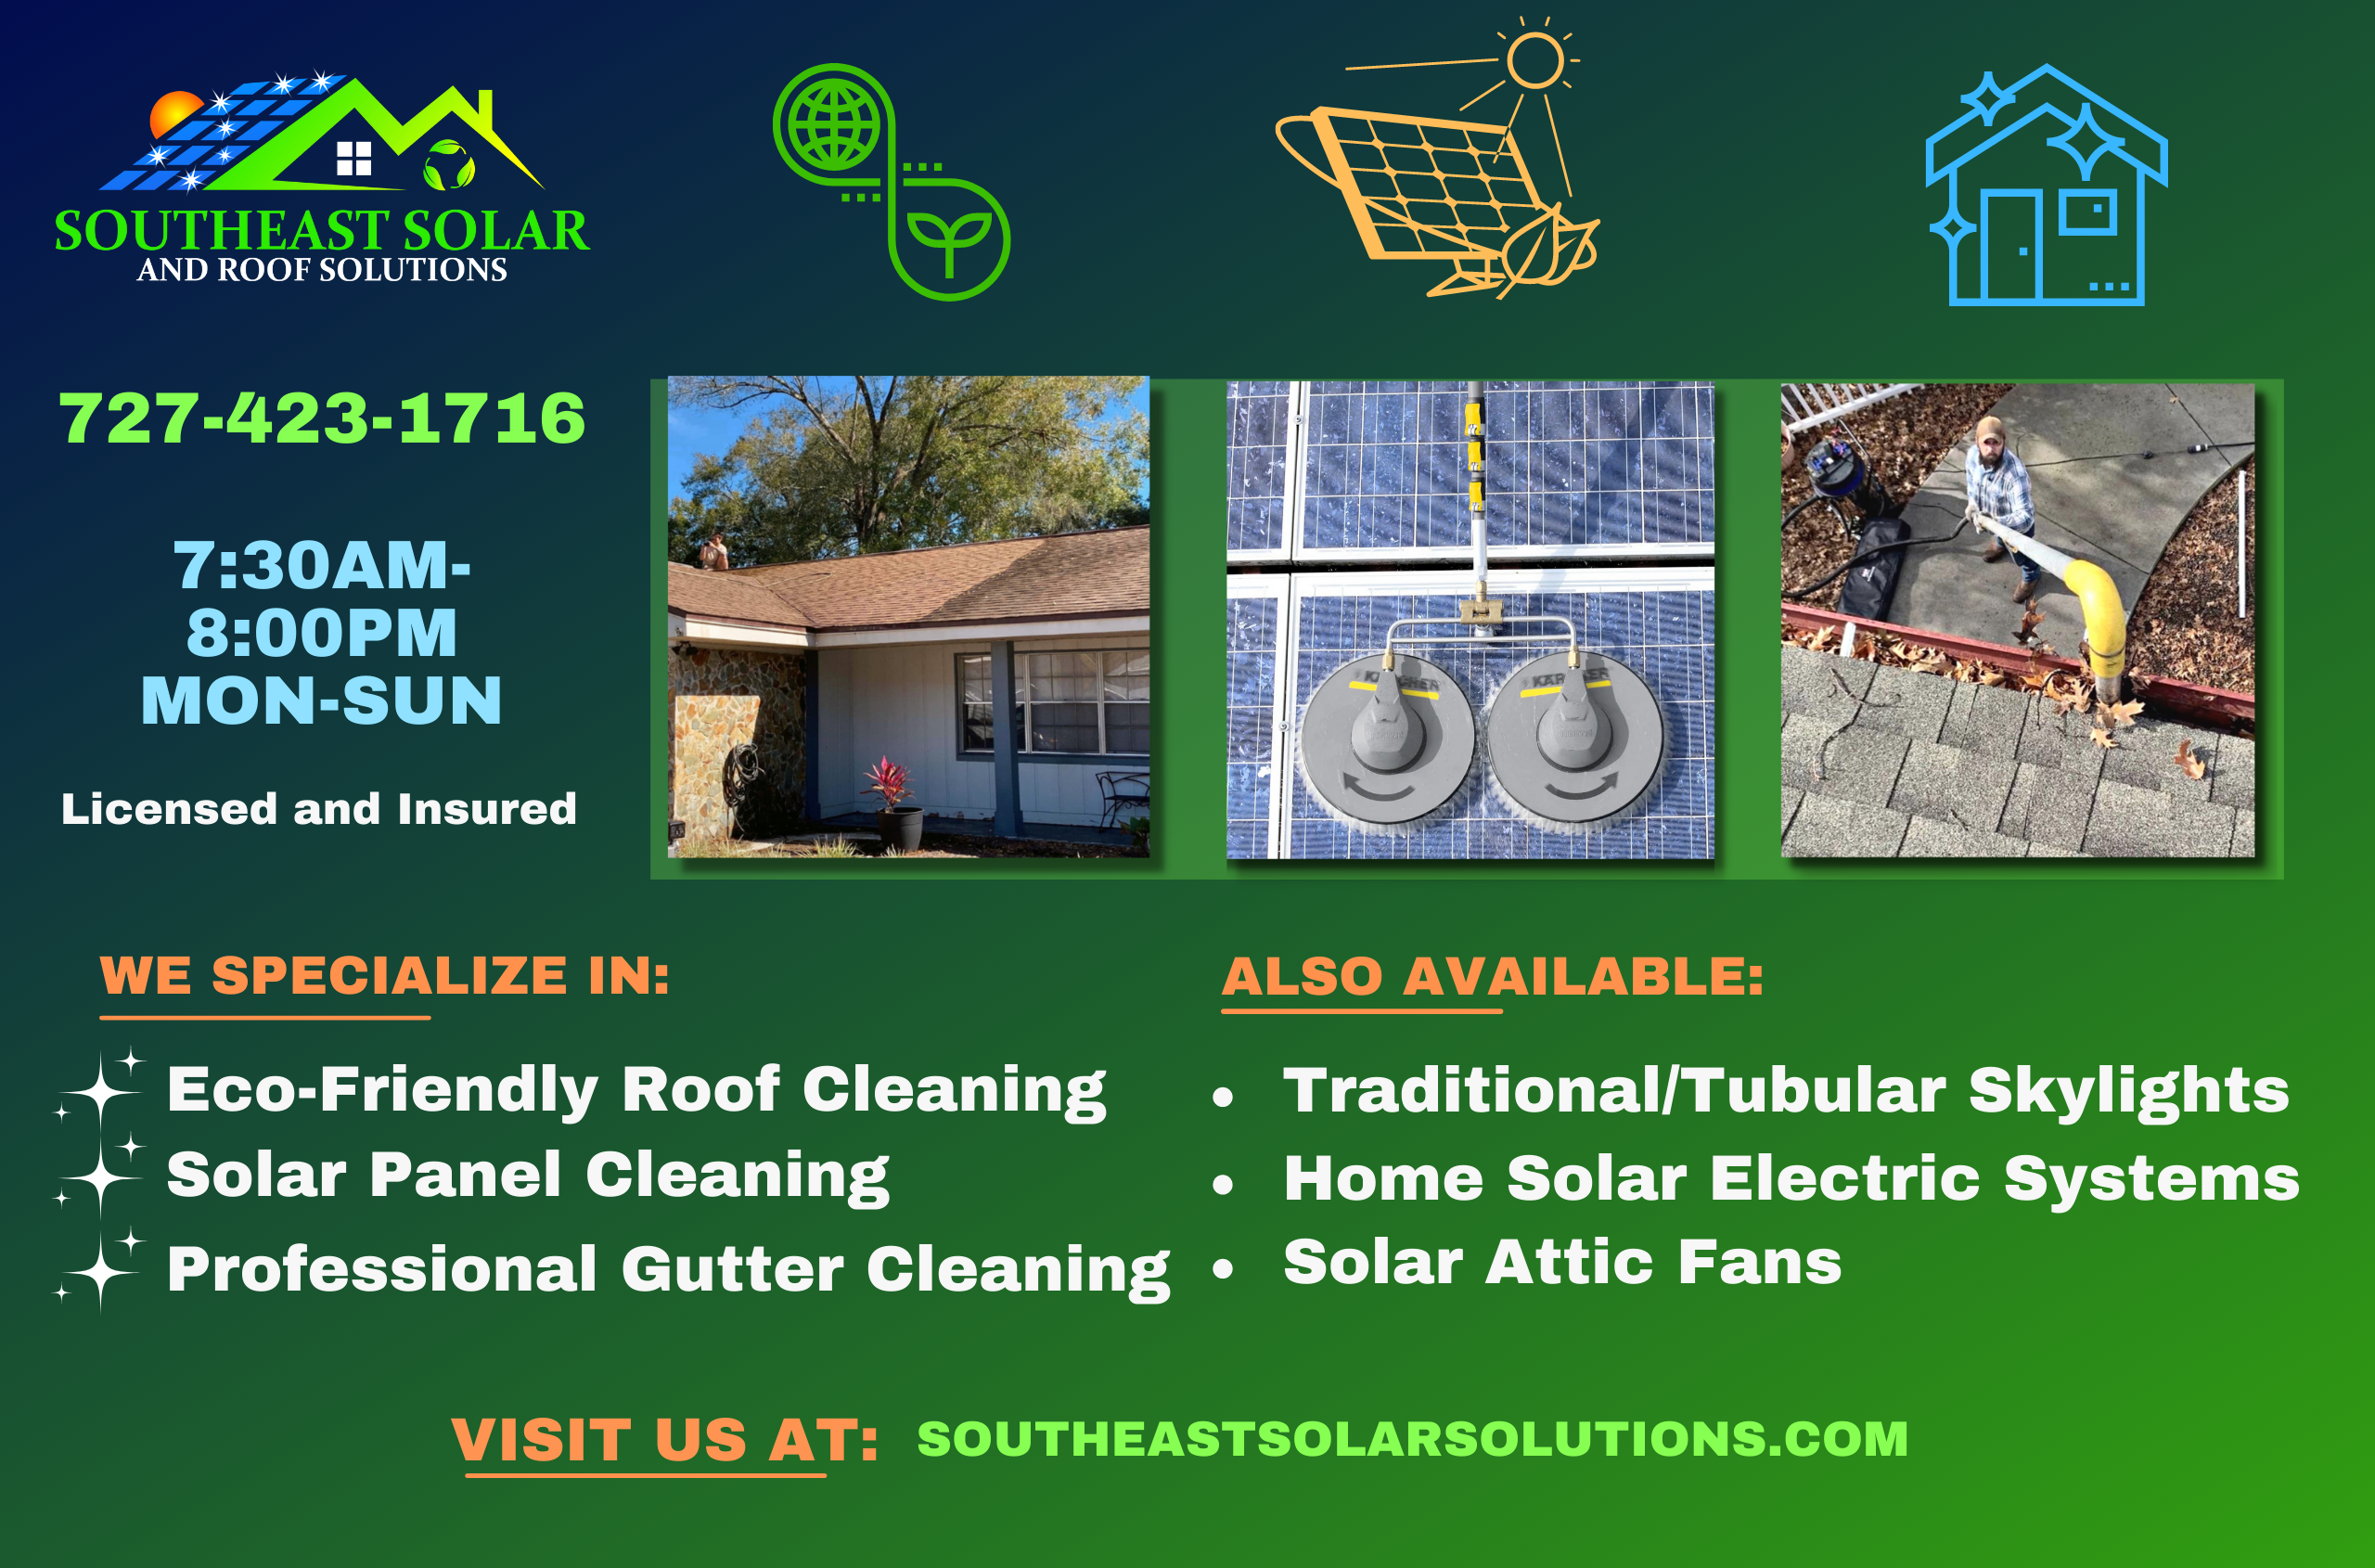 SOUTHEAST SOLAR
AND ROOF SOLUTIONS
727-423-1716
7:30AM-
8:00PM
MON-SUN
Licensed and Insured
KÄRCHER
KÄRCHER
WE SPECIALIZE IN:
Eco-Friendly Roof Cleaning
Solar Panel Cleaning
Professional Gutter Cleaning
ALSO AVAILABLE:
Traditional/Tubular Skylights
Home Solar Electric Systems
Solar Attic Fans
VISIT US AT: SOUTHEASTSOLARSOLUTIONS.COM